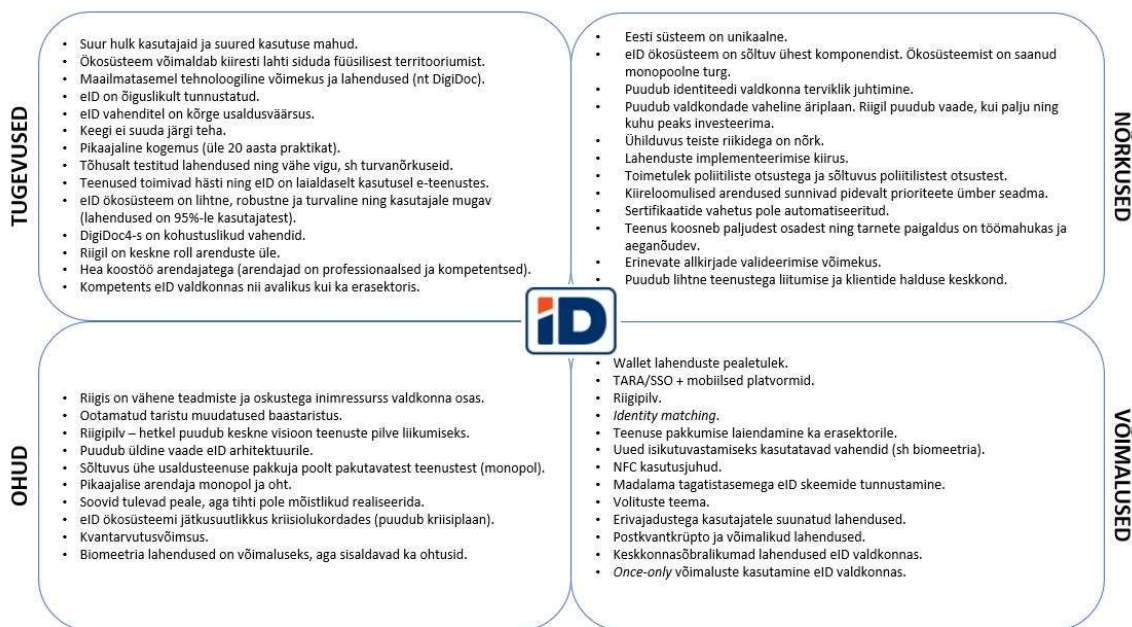 TUGEVUSED
• Suur hulk kasutajaid ja suured kasutuse mahud.
• Ökosüsteem võimaldab kiiresti lahti siduda füüsilisest territooriumist.
• Maailmatasemel tehnoloogiline võimekus ja lahendused (nt DigiDoc).
• eID on õiguslikult tunnustatud.
• eID vahenditel on kõrge usaldusväärsus.
• Keegi ei suuda järgi teha.
• Pikaajaline kogemus (üle 20 aasta praktikat).
• Tõhusalt testitud lahendused ning vähe vigu, sh turvanõrkuseid.
• Teenused toimivad hästi ning eID on laialdaselt kasutusel e-teenustes.
• eID ökosüsteem on lihtne, robustne ja turvaline ning kasutajale mugav
(lahendused on 95%-le kasutajatest).
• DigiDoc4-s on kohustuslikud vahendid.
• Riigil on keskne roll arenduste üle.
• Hea koostöö arendajatega (arendajad on professionaalsed ja kompetentsed).
• Kompetents eID valdkonnas nii avalikus kui ka erasektoris.
NÕRKUSED
• Eesti süsteem on unikaalne.
• eID ökosüsteem on sõltuv ühest komponendist. Ökosüsteemist on saanud
monopoolne turg.
• Puudub identiteedi valdkonna terviklik juhtimine.
• Puudub valdkondade vaheline äriplaan. Riigil puudub vaade, kui palju ning
kuhu peaks investeerima.
• Ühilduvus teiste riikidega on nõrk.
• Lahenduste implementeerimise kiirus.
• Toimetulek poliitiliste otsustega ja sõltuvus poliitilistest otsustest.
• Kiireloomulised arendused sunnivad pidevalt prioriteete ümber seadma.
• Sertifikaatide vahetus pole automatiseeritud.
• Teenus koosneb paljudest osadest ning tarnete paigaldus on töömahukas ja
aeganõudev.
• Erinevate allkirjade valideerimise võimekus.
• Puudub lihtne teenustega liitumise ja klientide halduse keskkond.
iD
OHUD
• Riigis on vähene teadmiste ja oskustega inimressurss valdkonna osas.
• Ootamatud taristu muudatused baastaristus.
• Riigipilv – hetkel puudub keskne visioon teenuste pilve liikumiseks.
• Puudub üldine vaade eID arhitektuurile.
• Sõltuvus ühe usaldusteenuse pakkuja poolt pakutavatest teenustest (monopol).
• Pikaajalise arendaja monopol ja oht.
• Soovid tulevad peale, aga tihti pole mõistlikud realiseerida.
• eID ökosüsteemi jätkusuutlikkus kriisiolukordades (puudub kriisiplaan).
• Kvantarvutusvõimsus.
• Biomeetria lahendused on võimaluseks, aga sisaldavad ka ohtusid.
VÕIMALUSED
• Wallet lahenduste pealetulek.
• TARA/SSO + mobiilsed platvormid.
• Riigipilv.
• Identity matching.
• Teenuse pakkumise laiendamine ka erasektorile.
• Uued isikutuvastamiseks kasutatavad vahendid (sh biomeetria).
• NFC kasutusjuhud.
• Madalama tagatistasemega eID skeemide tunnustamine.
• Volituste teema.
• Erivajadustega kasutajatele suunatud lahendused.
• Postkvantkrüpto ja võimalikud lahendused.
• Keskkonnasõbralikumad lahendused eID valdkonnas.
• Once-only võimaluste kasutamine eID valdkonnas.